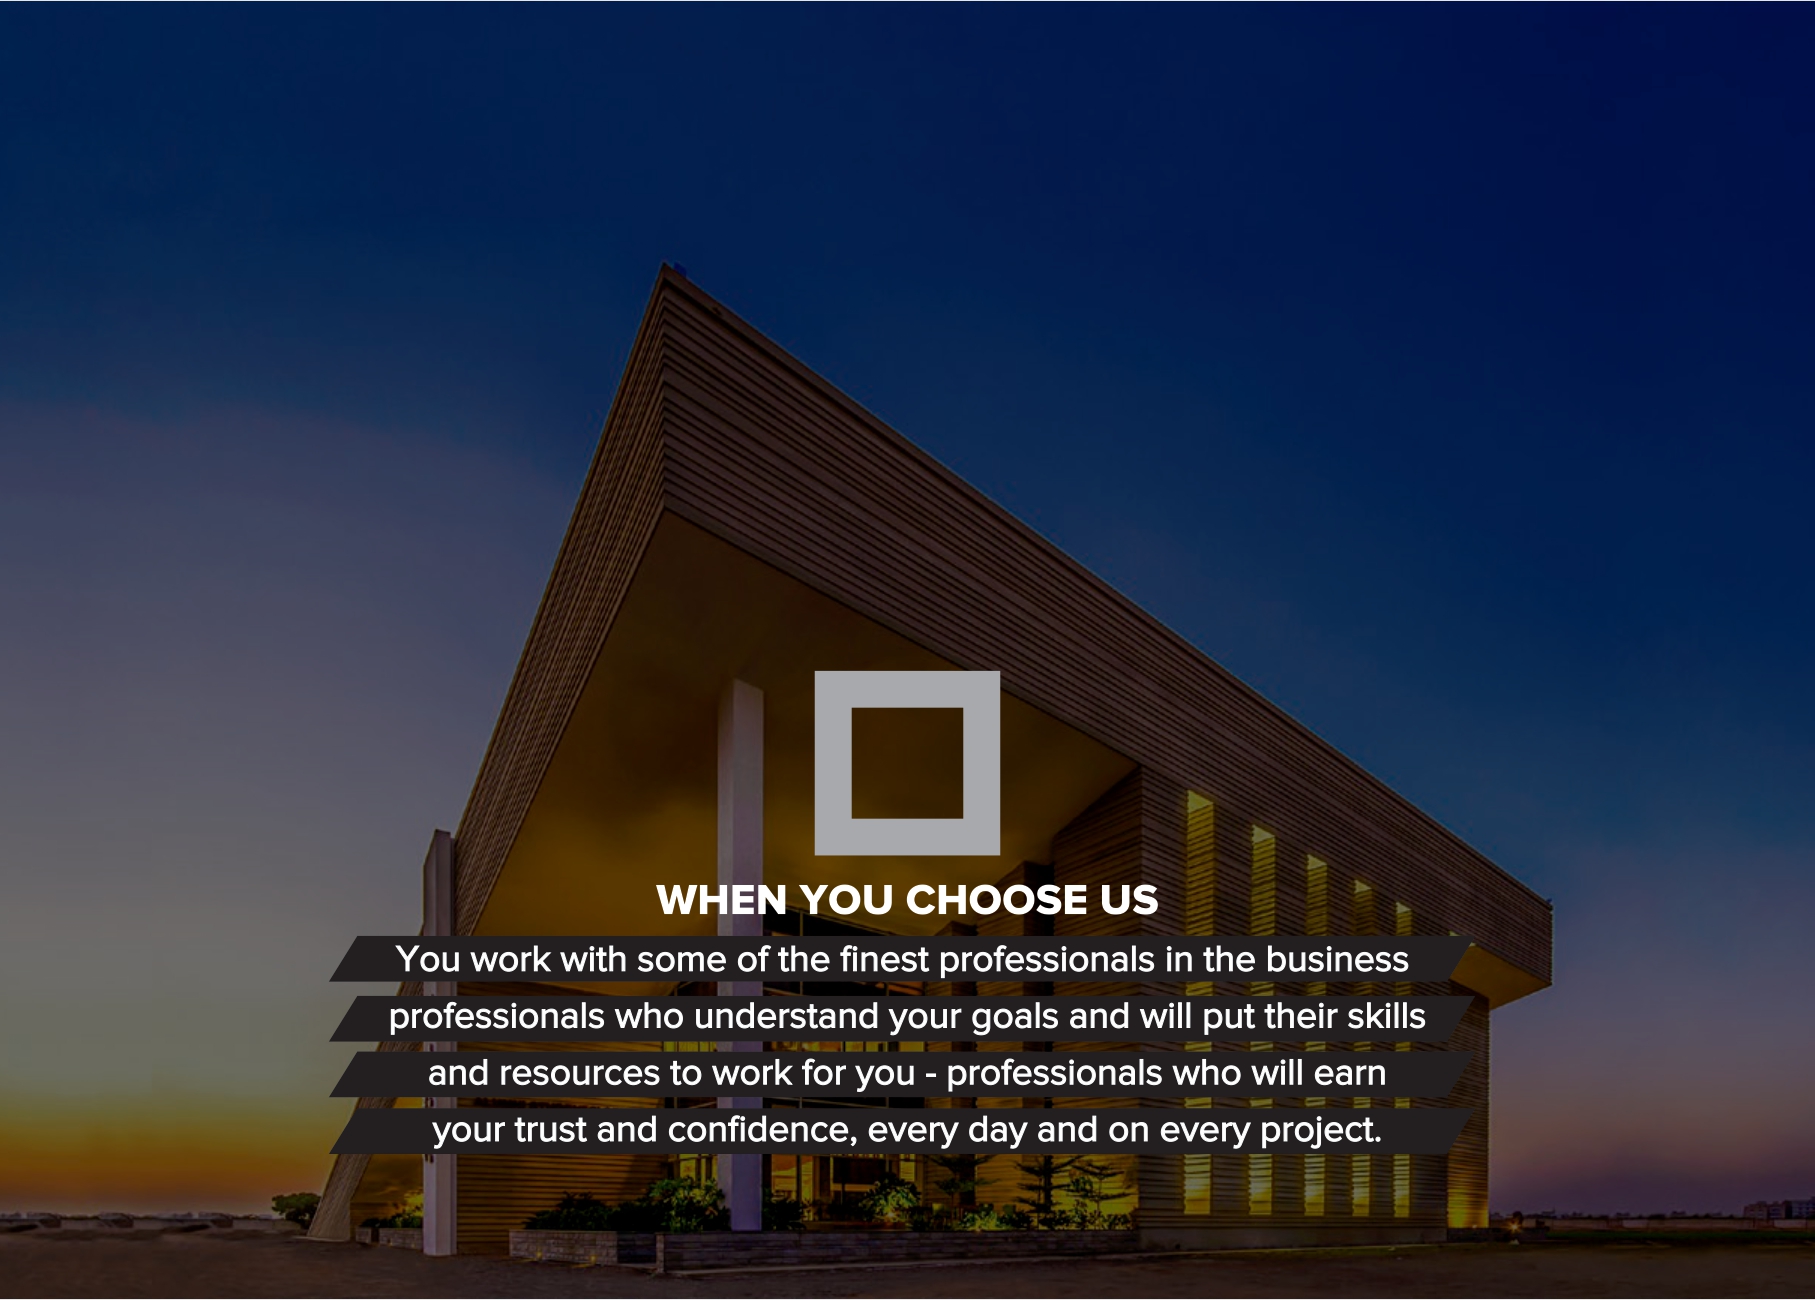 WHEN YOU CHOOSE US
You work with some of the finest professionals in the business
professionals who understand your goals and will put their skills
and resources to work for you - professionals who will earn
your trust and confidence, every day and on every project.